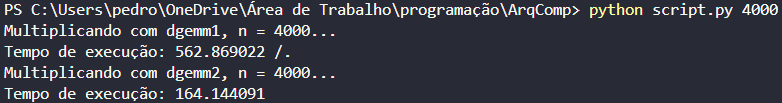 PS C:\Users\pedro\OneDrive\Área de Trabalho\programação\ArqComp> python script.py 4000
Multiplicando com dgemm1, n = 4000...
Tempo de execução: 562.869022 /.
Multiplicando com dgemm2, n = 4000...
Tempo de execução: 164.144091